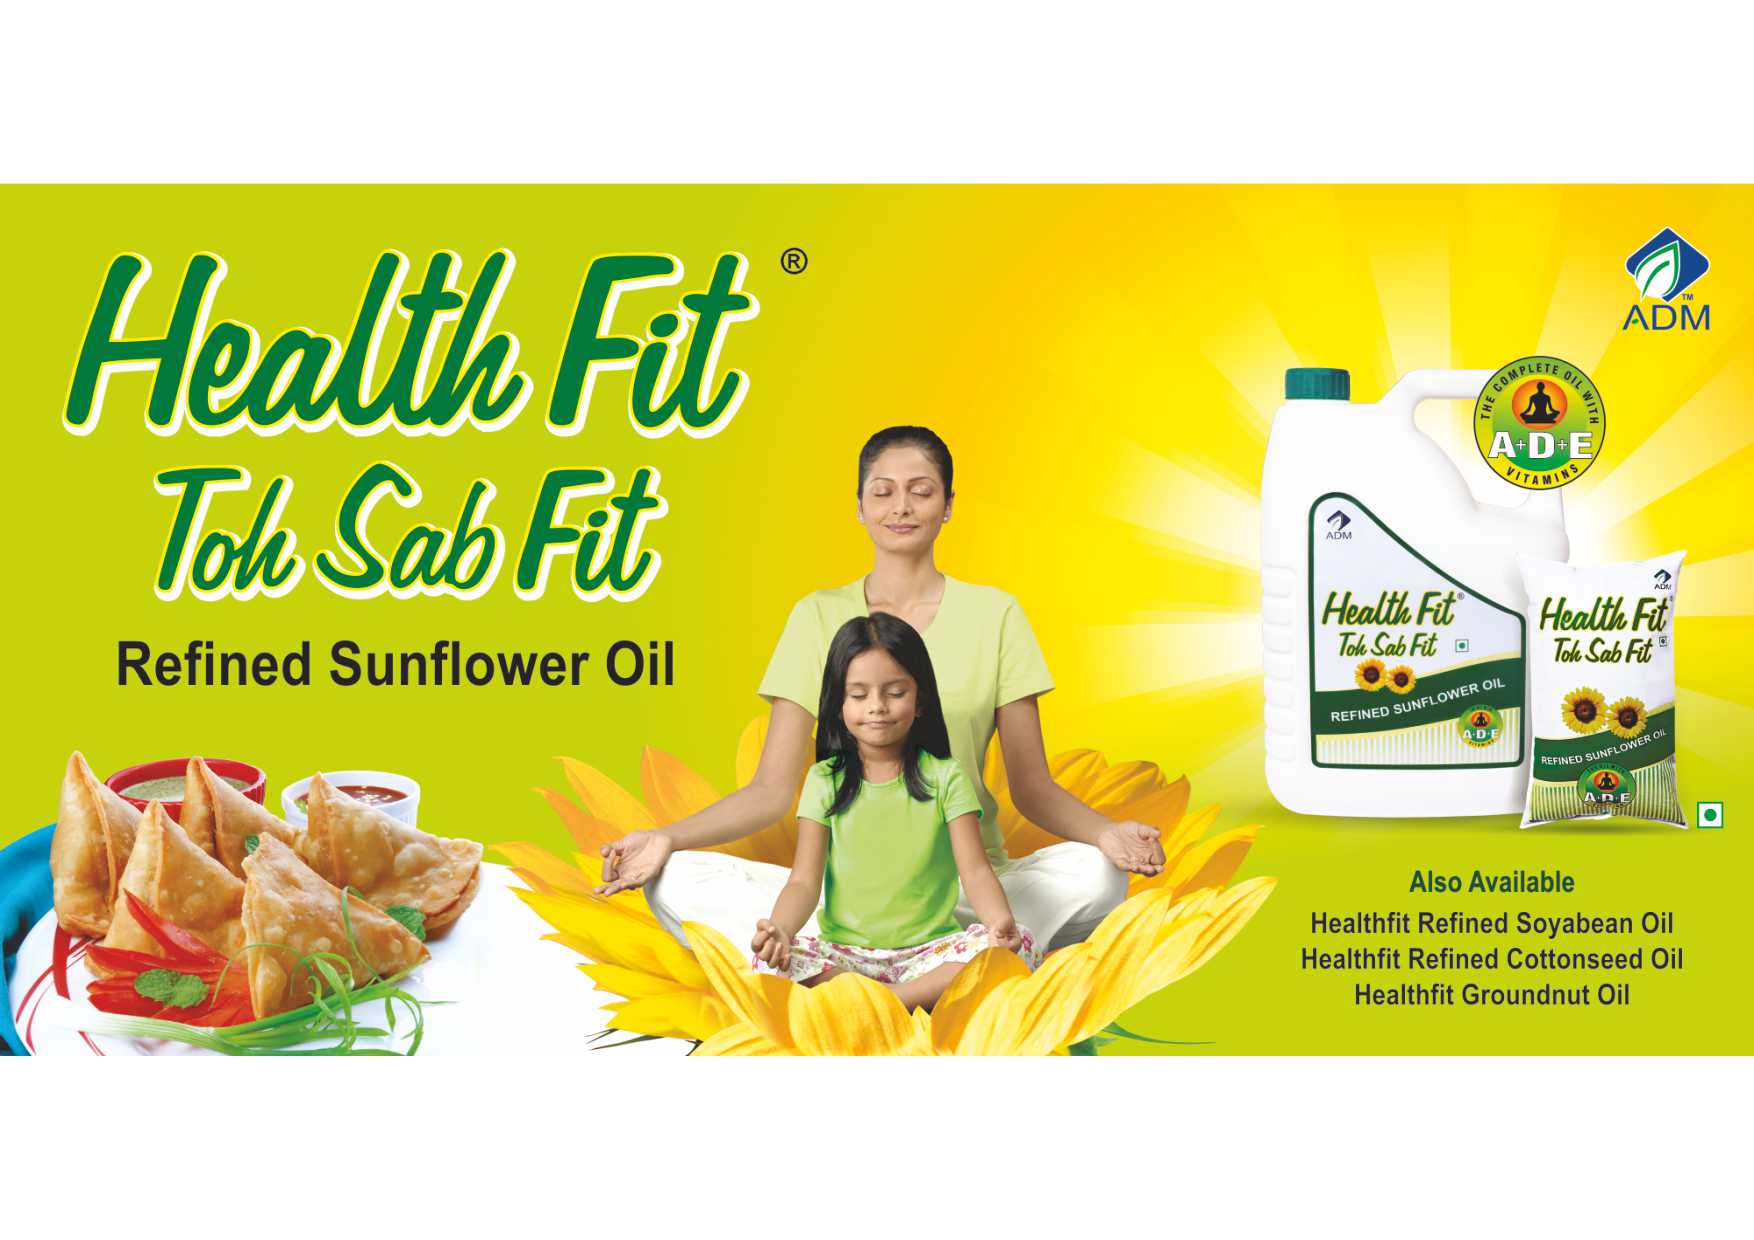 Health Fit ®
Toh Sab Fit
Refined Sunflower Oil
TM
ADM
THE COMPLETE OIL WITH
A+D+E
VITAMINS
ADM
Health Fit®
Toh Sab Fit
REFINED SUNFLOWER OIL
A+D+E
VITAMINS
ADM
Health Fit®
Toh Sab Fit
REFINED SUNFLOWER OIL
A+D+E
Also Available
Healthfit Refined Soyabean Oil
Healthfit Refined Cottonseed Oil
Healthfit Groundnut Oil